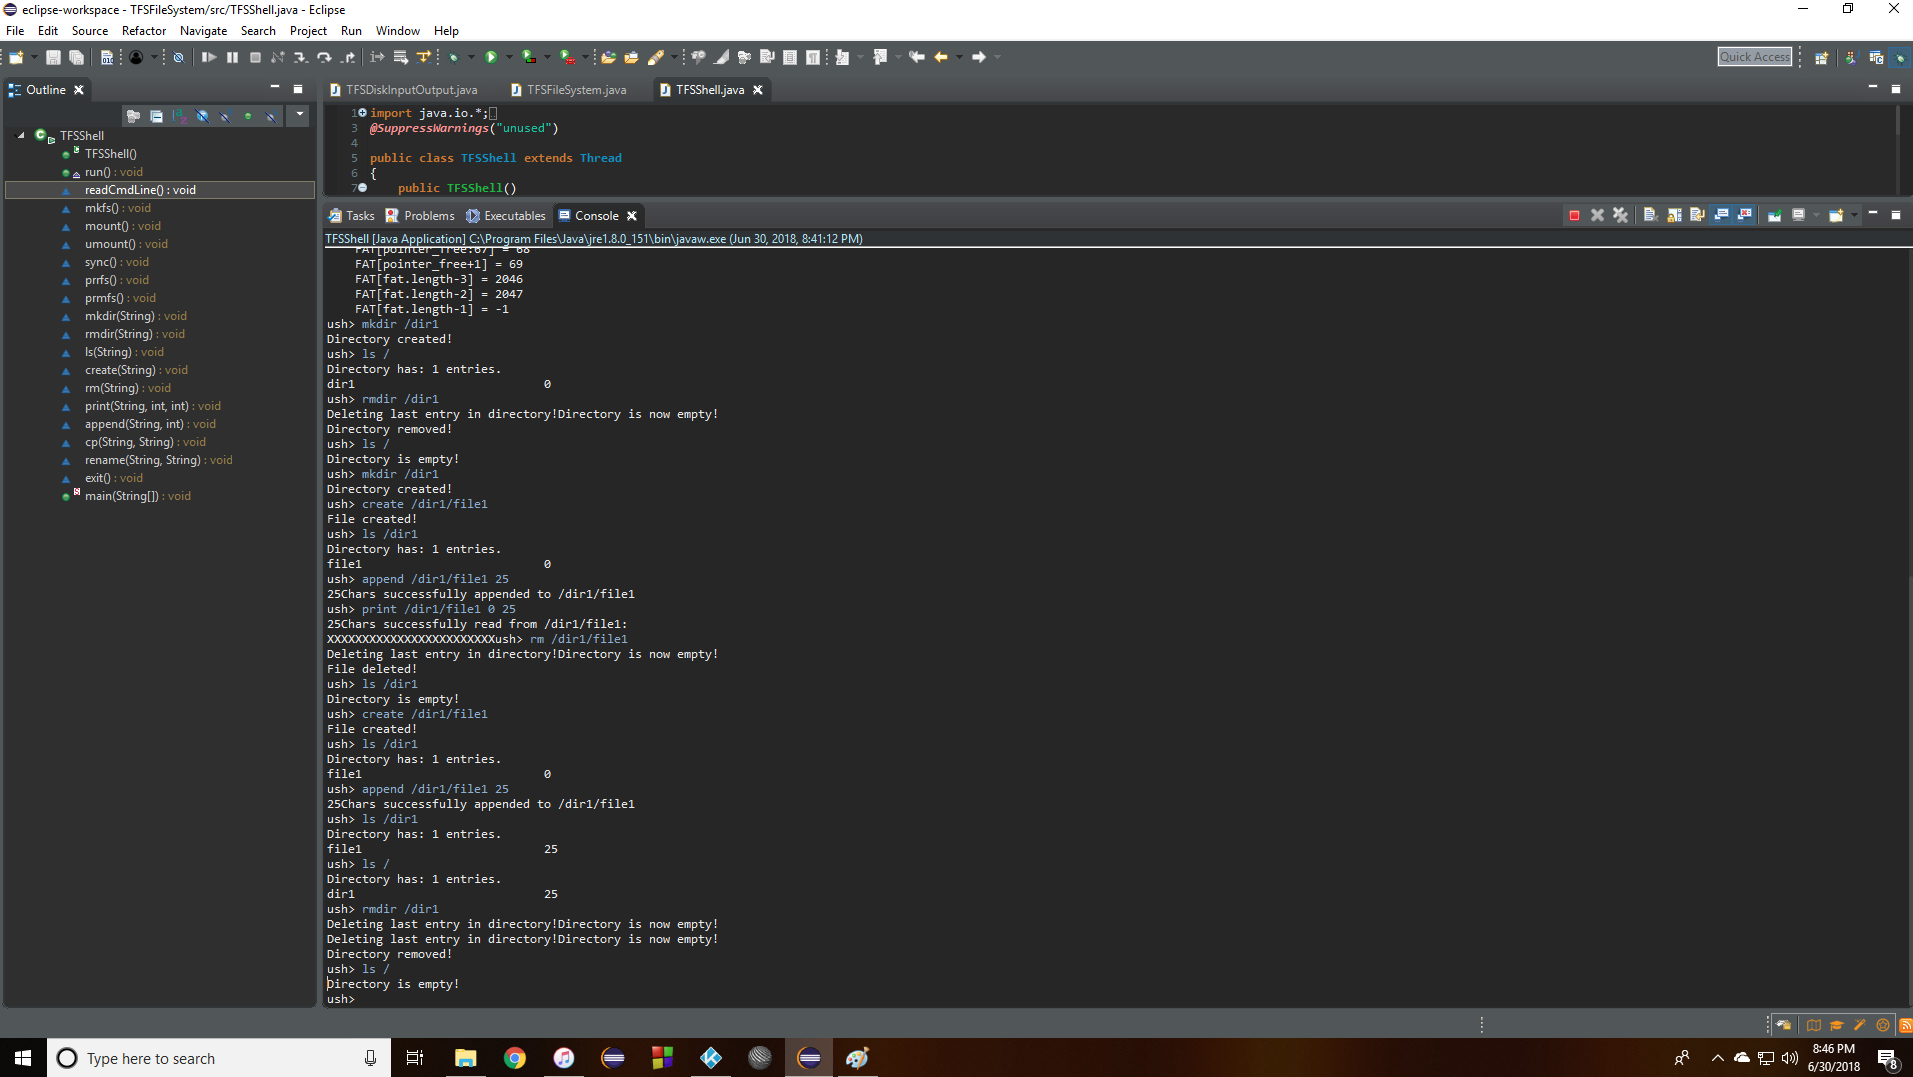 eclipse-workspace - TFSFileSystem/src/TFSShell.java - Eclipse
File Edit Source Refactor Navigate Search Project Run Window Help
Quick Access
Outline
TFSDiskInputOutput.java TFSFileSystem.java TFSShell.java
TFSShell
TFSShell()
run() : void
readCmdLine() : void
mkfs() : void
mount() : void
umount() : void
sync() : void
prrfs() : void
prmfs() : void
mkdir(String) : void
rmdir(String) : void
ls(String) : void
create(String) : void
rm(String) : void
print(String, int, int) : void
append(String, int) : void
cp(String, String) : void
rename(String, String) : void
exit() : void
main(String[]) : void
1 import java.io.*;
3 @SuppressWarnings("unused")
4
5 public class TFSShell extends Thread
6 {
7 public TFSShell()
Tasks Problems Executables Console
TFSShell [Java Application] C:\Program Files\Java\jre1.8.0_151\bin\javaw.exe (Jun 30, 2018, 8:41:12 PM)
FAT[pointer_free:67] = 68
FAT[pointer_free+1] = 69
FAT[fat.length-3] = 2046
FAT[fat.length-2] = 2047
FAT[fat.length-1] = -1
ush> mkdir /dir1
Directory created!
ush> ls /
Directory has: 1 entries.
dir1 0
ush> rmdir /dir1
Deleting last entry in directory!Directory is now empty!
Directory removed!
ush> ls /
Directory is empty!
ush> mkdir /dir1
Directory created!
ush> create /dir1/file1
File created!
ush> ls /dir1
Directory has: 1 entries.
file1 0
ush> append /dir1/file1 25
25Chars successfully appended to /dir1/file1
ush> print /dir1/file1 0 25
25Chars successfully read from /dir1/file1:
XXXXXXXXXXXXXXXXXXXXXXXXush> rm /dir1/file1
Deleting last entry in directory!Directory is now empty!
File deleted!
ush> ls /dir1
Directory is empty!
ush> create /dir1/file1
File created!
ush> ls /dir1
Directory has: 1 entries.
file1 0
ush> append /dir1/file1 25
25Chars successfully appended to /dir1/file1
ush> ls /dir1
Directory has: 1 entries.
file1 25
ush> ls /
Directory has: 1 entries.
dir1 25
ush> rmdir /dir1
Deleting last entry in directory!Directory is now empty!
Deleting last entry in directory!Directory is now empty!
Directory removed!
ush> ls /
Directory is empty!
ush>
Type here to search
8:46 PM
6/30/2018
8